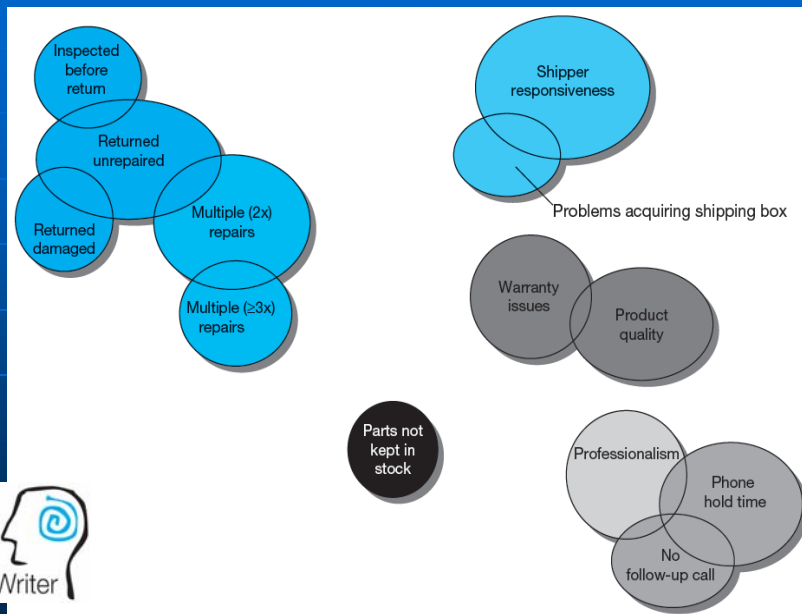 Inspected
before
return
Returned
unrepaired
Returned
damaged
Multiple (2x)
repairs
Multiple (≥3x)
repairs
Shipper
responsiveness
Problems acquiring shipping box
Warranty
issues
Product
quality
Parts not
kept in
stock
Professionalism
Phone
hold time
No
follow-up call
Writer